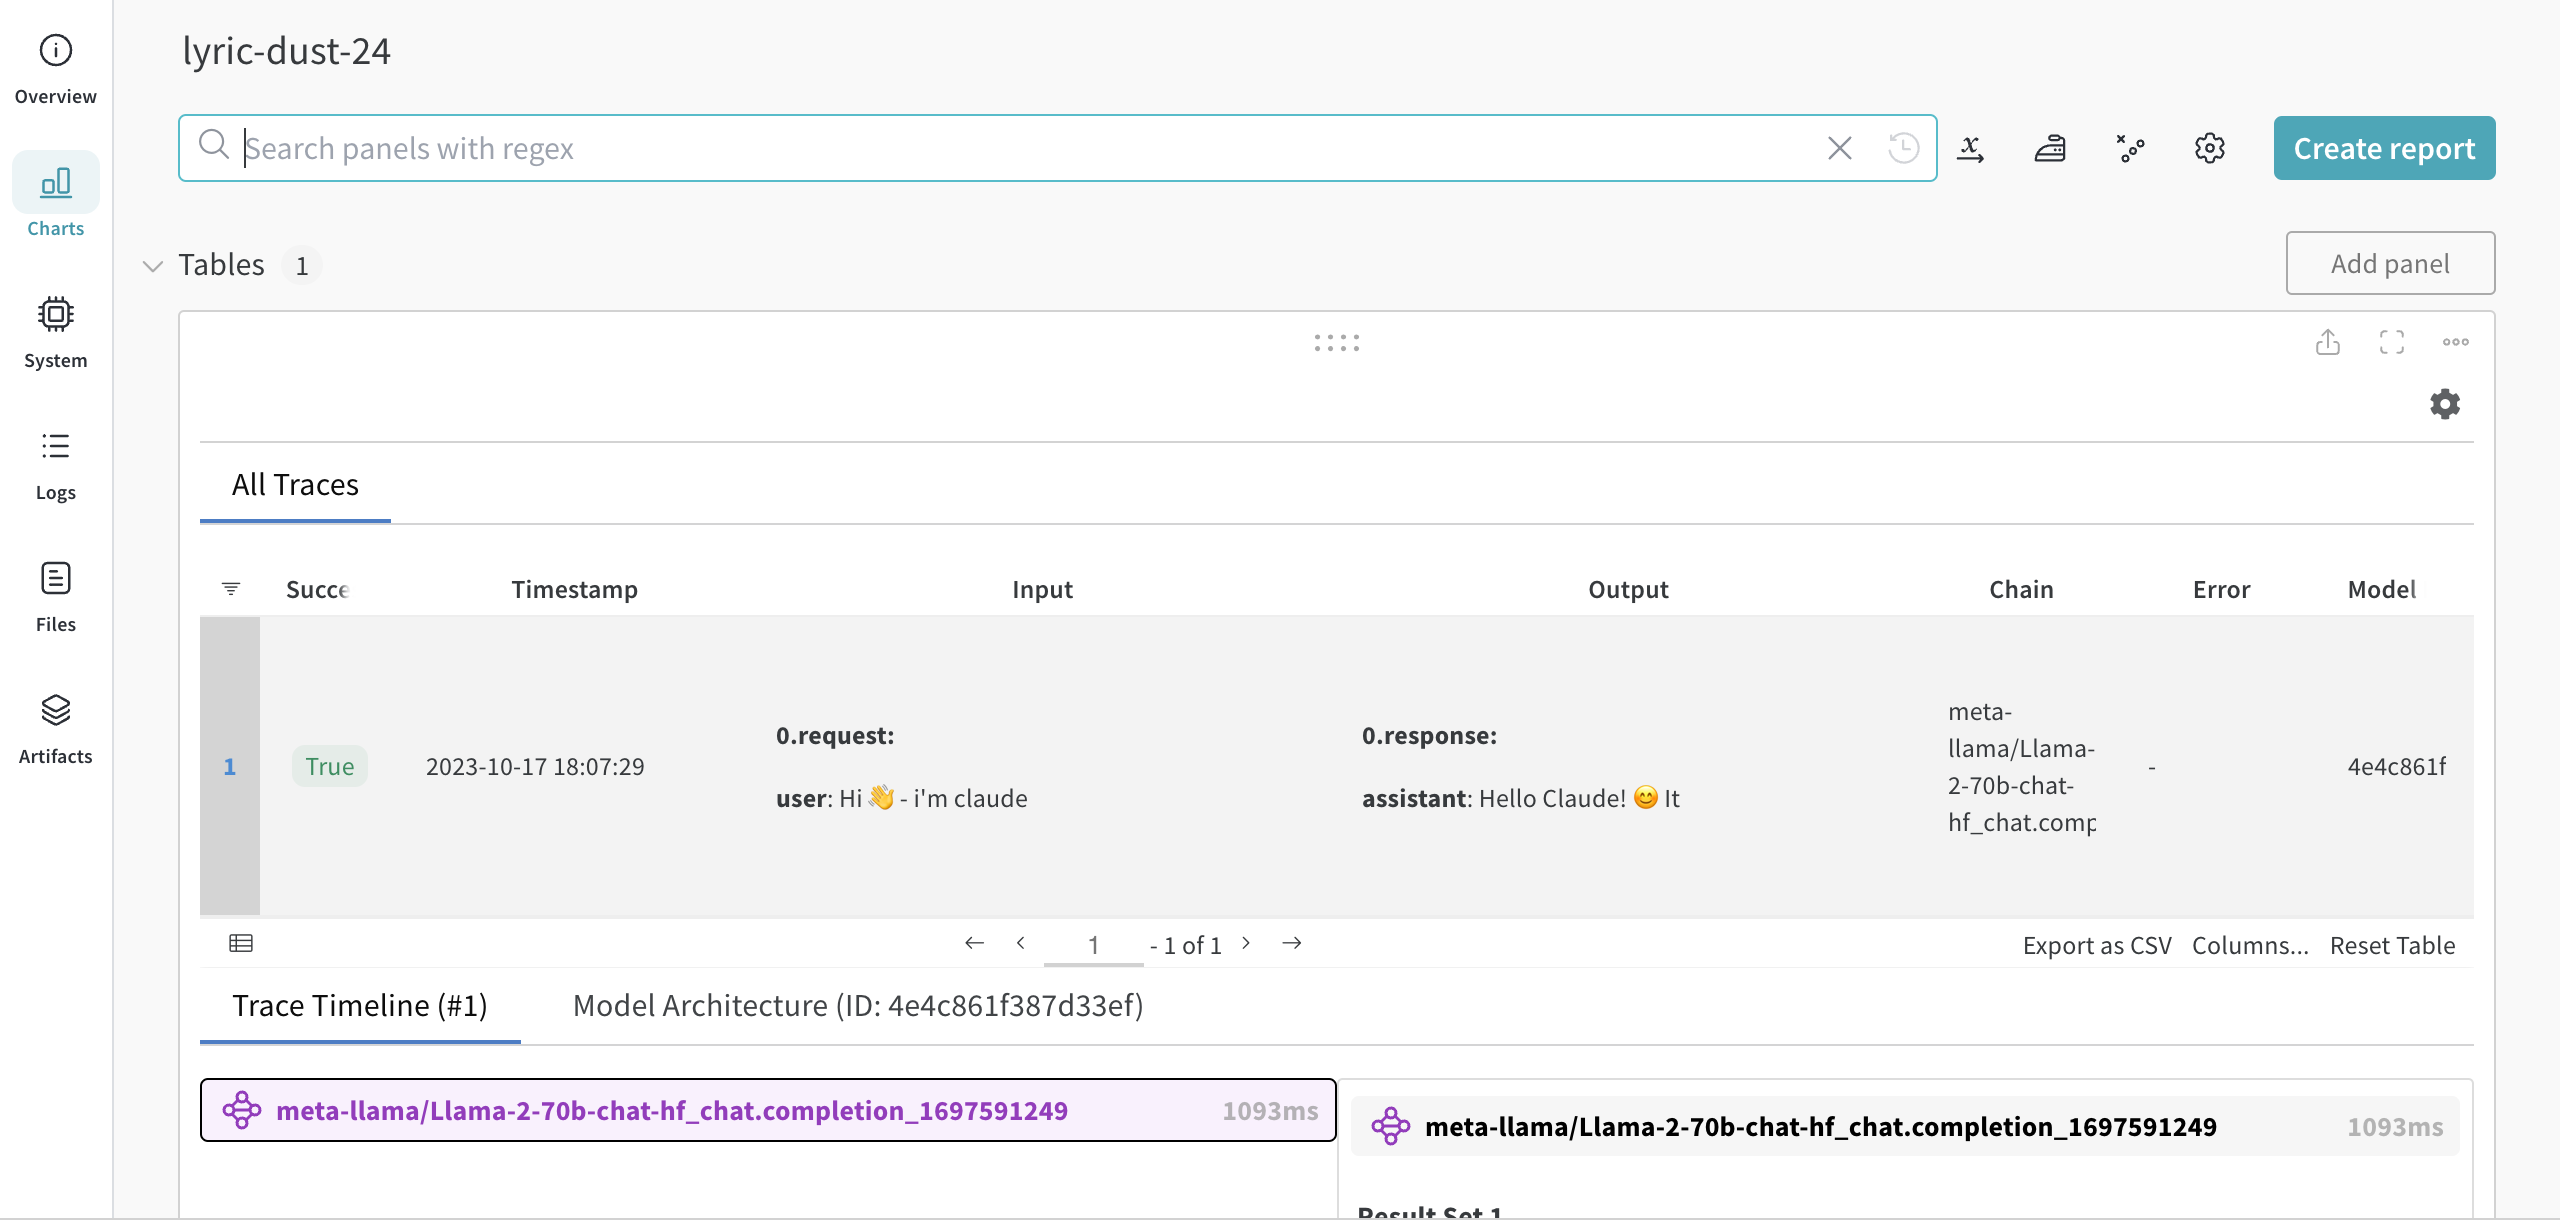 lyric-dust-24
Overview
Search panels with regex
Create report
Charts
Tables 1
Add panel
System
Logs
All Traces
Files
Succe Timestamp Input Output Chain Error Model
Artifacts
1 True 2023-10-17 18:07:29
0.request:
user: Hi 👋 - i'm claude
0.response:
assistant: Hello Claude! 😊 It
meta-
llama/Llama-
2-70b-chat-
hf_chat.comp
-
4e4c861f
1 - 1 of 1
Export as CSV Columns... Reset Table
Trace Timeline (#1) Model Architecture (ID: 4e4c861f387d33ef)
meta-llama/Llama-2-70b-chat-hf_chat.completion_1697591249 1093ms
meta-llama/Llama-2-70b-chat-hf_chat.completion_1697591249 1093ms
Result Set 1